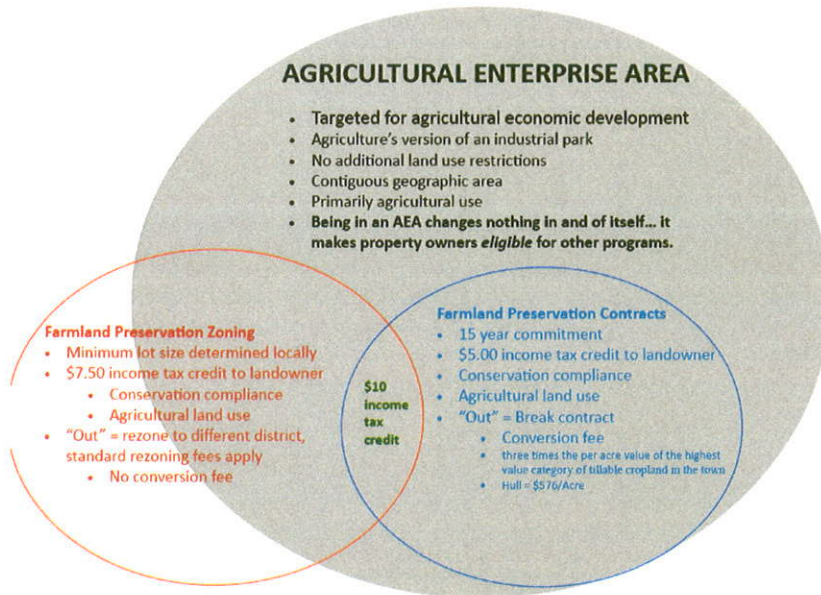 AGRICULTURAL ENTERPRISE AREA
• Targeted for agricultural economic development
• Agriculture's version of an industrial park
• No additional land use restrictions
• Contiguous geographic area
• Primarily agricultural use
• Being in an AEA changes nothing in and of itself... it
makes property owners eligible for other programs.
Farmland Preservation Zoning
• Minimum lot size determined locally
• $7.50 income tax credit to landowner
• Conservation compliance
• Agricultural land use
• "Out" = rezone to different district,
standard rezoning fees apply
• No conversion fee
$10
income
tax
credit
Farmland Preservation Contracts
• 15 year commitment
• $5.00 income tax credit to landowner
• Conservation compliance
• Agricultural land use
• "Out" = Break contract
• Conversion fee
• three times the per acre value of the highest
value category of tillable cropland in the town
• Hull = $576/Acre